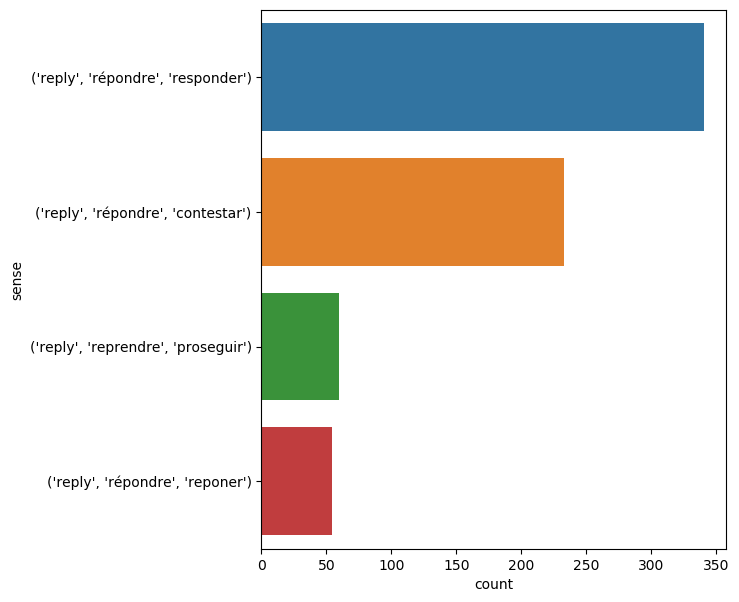 ('reply', 'répondre', 'responder')
('reply', 'répondre', 'contestar')
('reply', 'reprendre', 'proseguir')
('reply', 'répondre', 'reponer')
sense
0 50 100 150 200 250 300 350
count